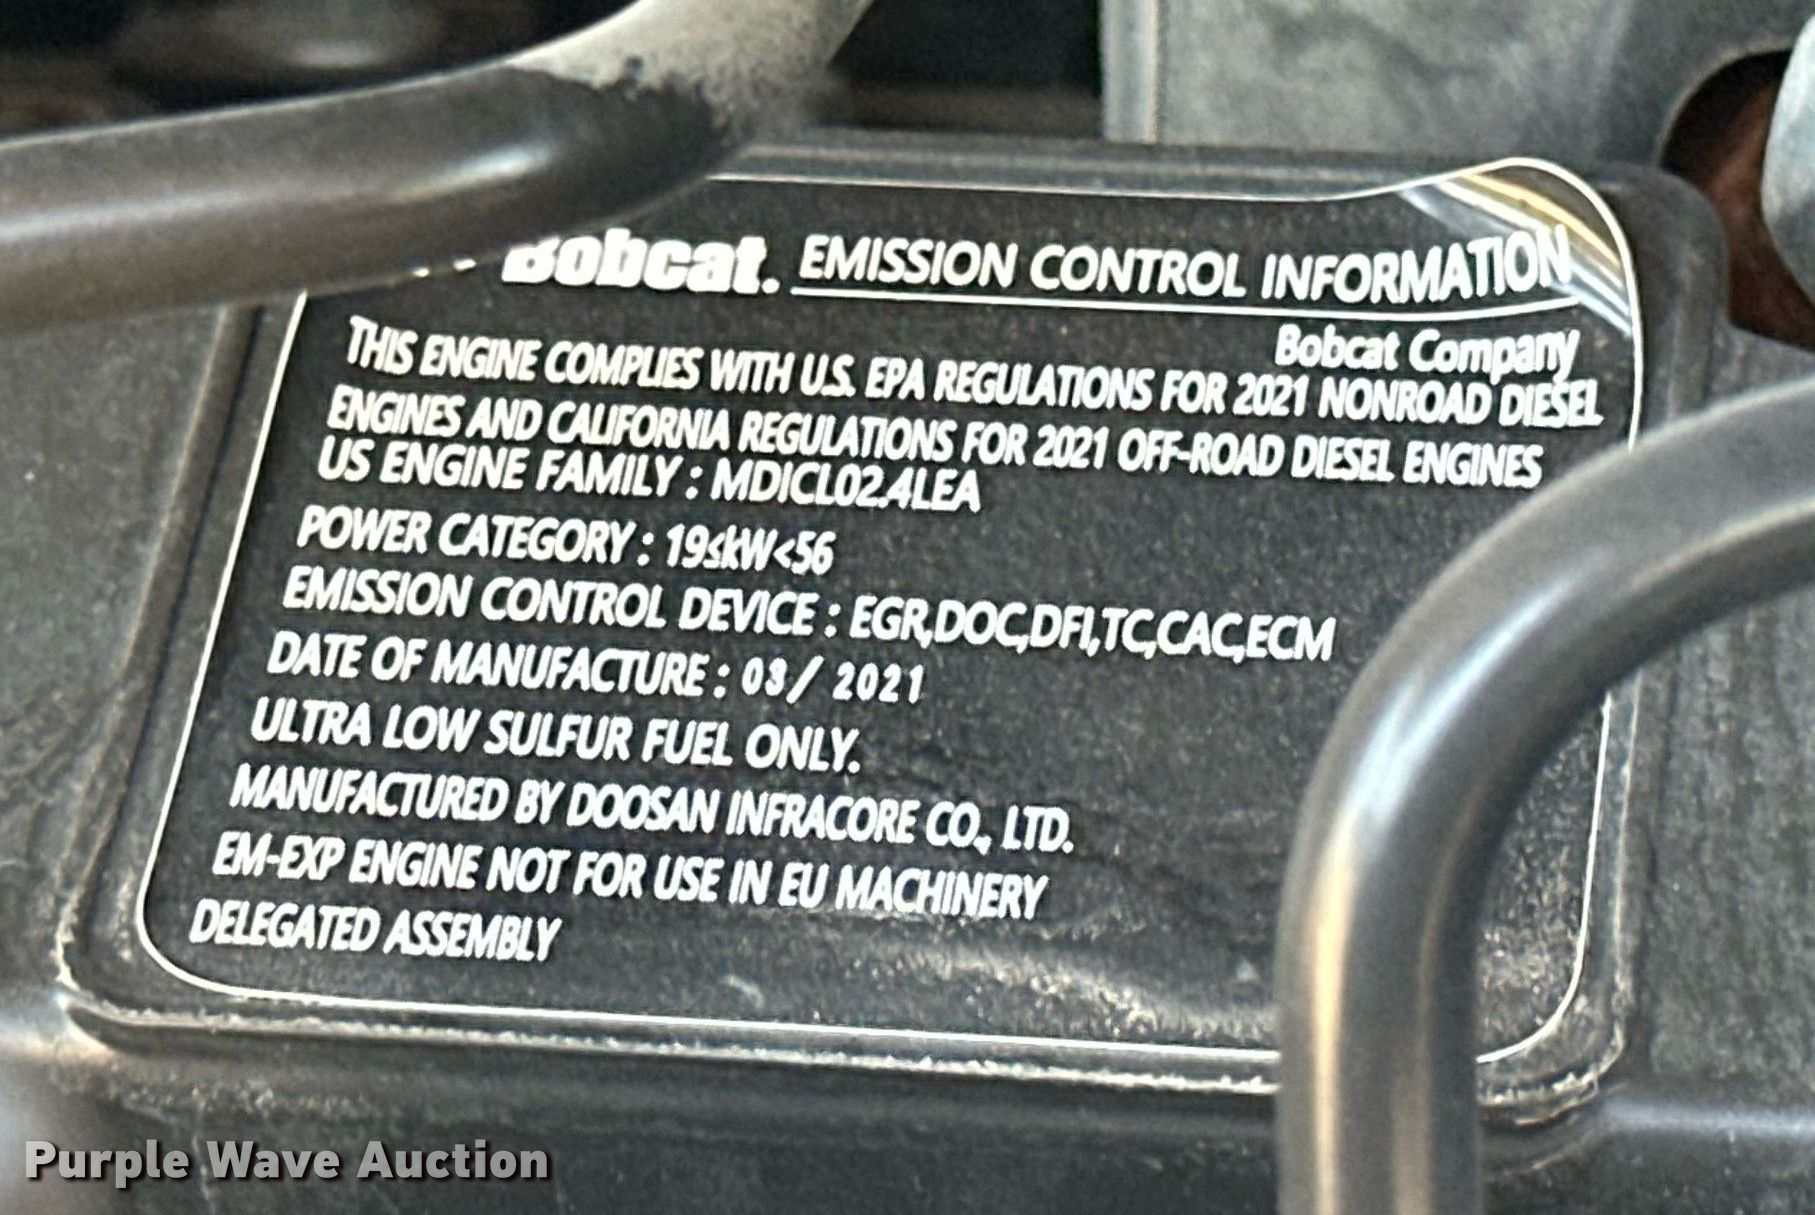 Bobcat. EMISSION CONTROL INFORMATION
Bobcat Company
THIS ENGINE COMPLIES WITH U.S. EPA REGULATIONS FOR 2021 NONROAD DIESEL
ENGINES AND CALIFORNIA REGULATIONS FOR 2021 OFF-ROAD DIESEL ENGINES
US ENGINE FAMILY : MDICL02.4LEA
POWER CATEGORY : 19≤kW<56
EMISSION CONTROL DEVICE : EGR,DOC,DFI,TC,CAC,ECM
DATE OF MANUFACTURE : 03/ 2021
ULTRA LOW SULFUR FUEL ONLY.
MANUFACTURED BY DOOSAN INFRACORE CO., LTD.
EM-EXP ENGINE NOT FOR USE IN EU MACHINERY
DELEGATED ASSEMBLY
Purple Wave Auction